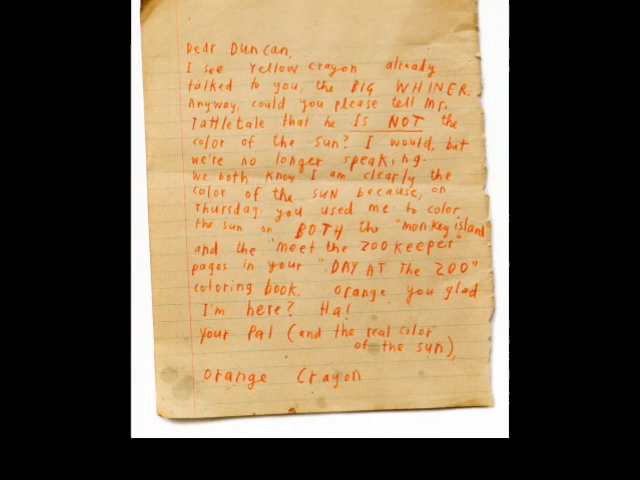 Dear Duncan,
I see Yellow crayon already
talked to you, the BIG WHINER.
Anyway, could you please tell Mr.
Tattletale that he IS NOT the
color of the sun? I would, but
we're no longer speaking.
We both know I am clearly the
color of the sun because, on
Thursday, you used me to color
the sun on BOTH the "monkey island"
and the "meet the zookeeper"
pages in your "DAY AT The ZOO"
coloring book. Orange you glad
I'm here? Ha!
Your Pal (and the real color
of the sun),
Orange Crayon